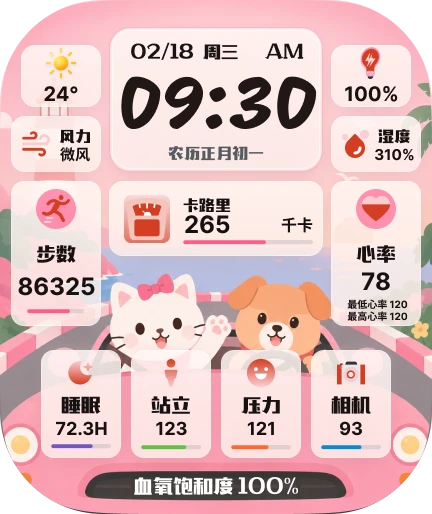 02/18 周三 AM
24°
09:30
100%
风力
微风
农历正月初一
湿度
310%
卡路里
265 千卡
步数
86325
心率
78
最低心率 120
最高心率 120
睡眠
72.3H
站立
123
压力
121
相机
93
血氧饱和度 100%